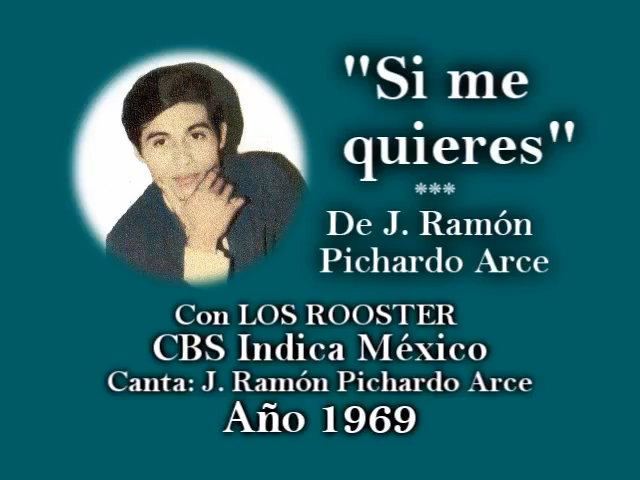 "Si me
quieres"
***
De J. Ramón
Pichardo Arce
Con LOS ROOSTER
CBS Indica México
Canta: J. Ramón Pichardo Arce
Año 1969